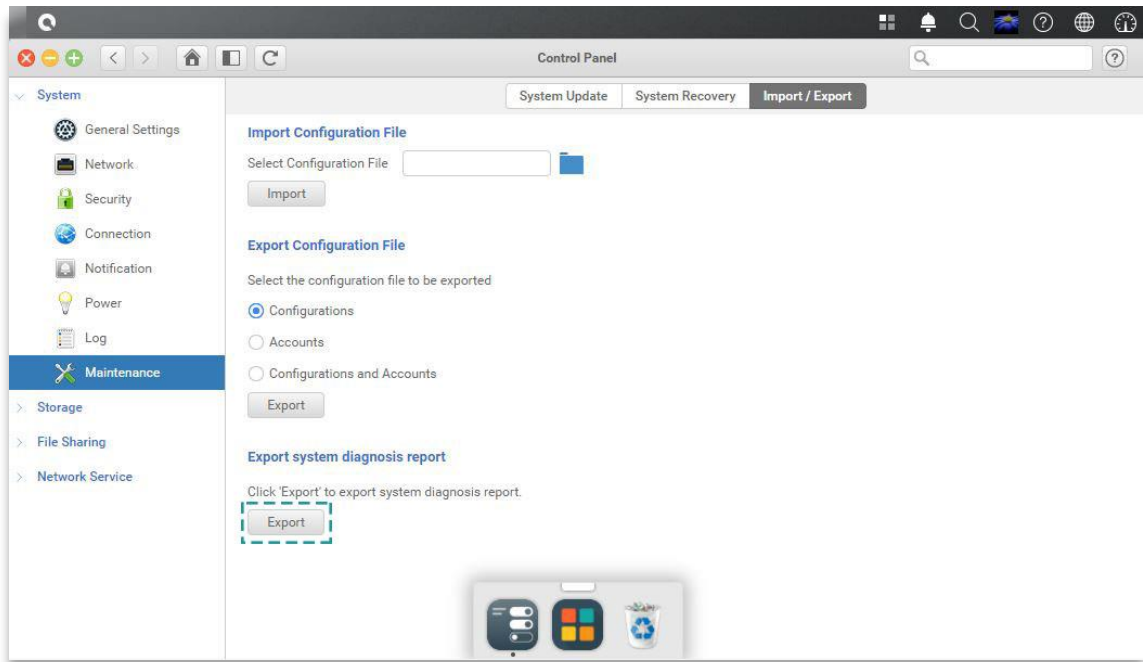 Control Panel
System
General Settings
Network
Security
Connection
Notification
Power
Log
Maintenance
Storage
File Sharing
Network Service
System Update
System Recovery
Import / Export
Import Configuration File
Select Configuration File
Import
Export Configuration File
Select the configuration file to be exported
Configurations
Accounts
Configurations and Accounts
Export
Export system diagnosis report
Click 'Export' to export system diagnosis report.
Export